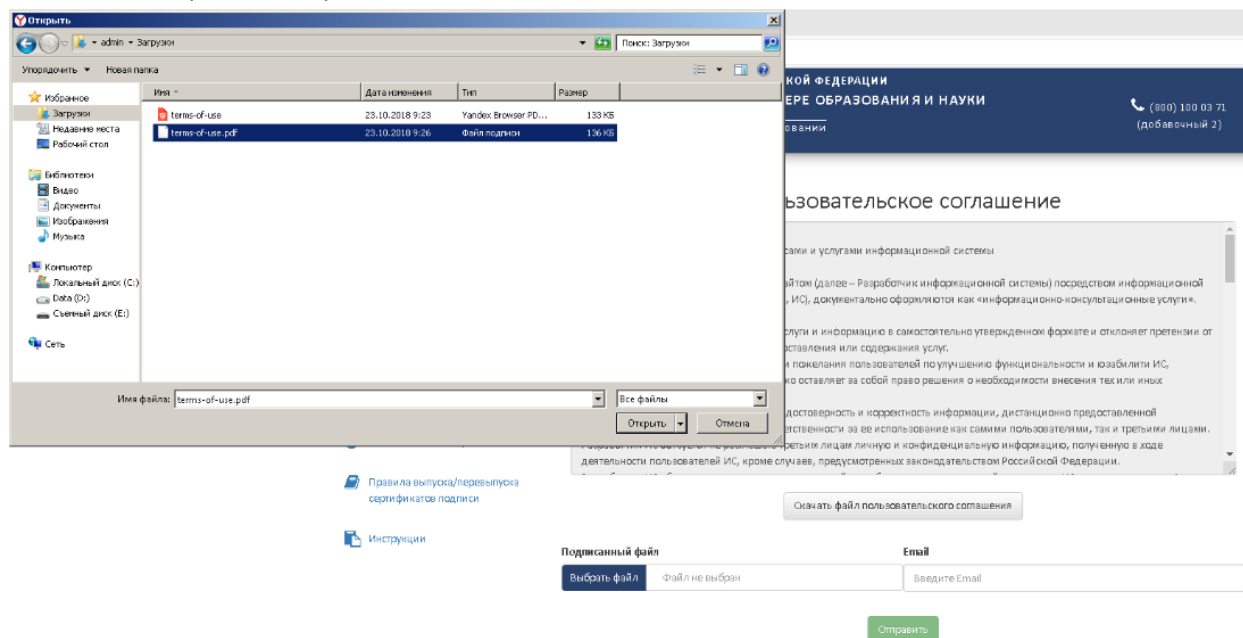 Открыть
admin
Загрузки
Поиск: Загрузки
Упорядочить
Новая папка
Избранное
Загрузки
Недавние места
Рабочий стол
Библиотеки
Видео
Документы
Изображения
Музыка
Компьютер
Локальный диск (C:)
Data (D:)
Съемный диск (E:)
Сеть
Имя
Дата изменения
Тип
Размер
terms-of-use 23.10.2018 9:23 Yandex Browser PD... 133 КБ
terms-of-use.pdf 23.10.2018 9:26 Файл подписи 136 КБ
Имя файла: terms-of-use.pdf
Все файлы
Открыть
Отмена
КОЙ ФЕДЕРАЦИИ
ЕРЕ ОБРАЗОВАНИЯ И НАУКИ
овании
(800) 100 03 71
(добавочный 2)
ьзовательское соглашение
сами и услугами информационной системы
айтом (далее – Разработчик информационной системы) посредством информационной
, ИС), документально оформляются как «информационно-консультационные услуги».
слуги и информацию в самостоятельно утвержденном формате и отклоняет претензии от
оставления или содержания услуг.
и пожелания пользователей по улучшению функциональности и юзабилити ИС,
ко оставляет за собой право решения о необходимости внесения тех или иных
достоверность и корректность информации, дистанционно предоставленной
етственности за ее использование как самими пользователями, так и третьими лицами.
третьим лицам личную и конфиденциальную информацию, полученную в ходе
деятельности пользователей ИС, кроме случаев, предусмотренных законодательством Российской Федерации.
Правила выпуска/перевыпуска
сертификатов подписи
Инструкции
Скачать файл пользовательского соглашения
Подписанный файл
Выбрать файл
Файл не выбран
Email
Введите Email
Отправить